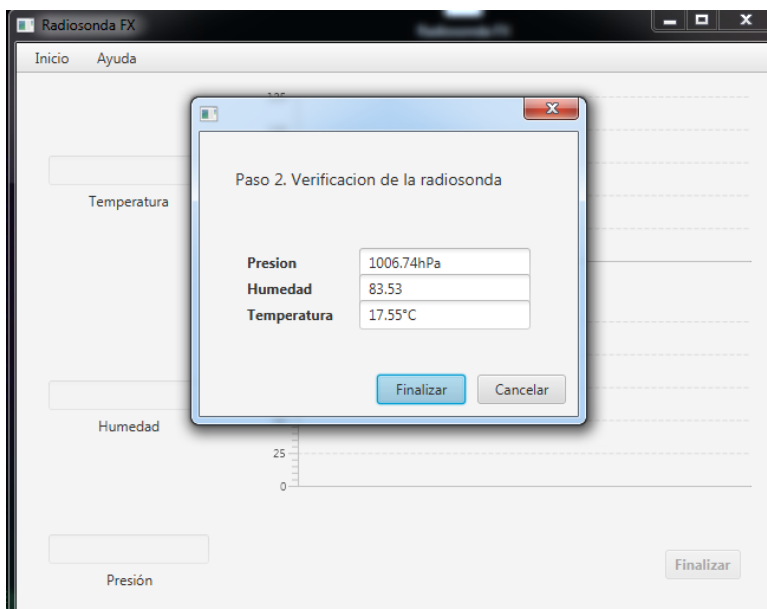 Radiosonda FX
Inicio Ayuda
Temperatura
Humedad
Presión
Paso 2. Verificacion de la radiosonda
Presion 1006.74hPa
Humedad 83.53
Temperatura 17.55°C
Finalizar Cancelar
25
0
Finalizar